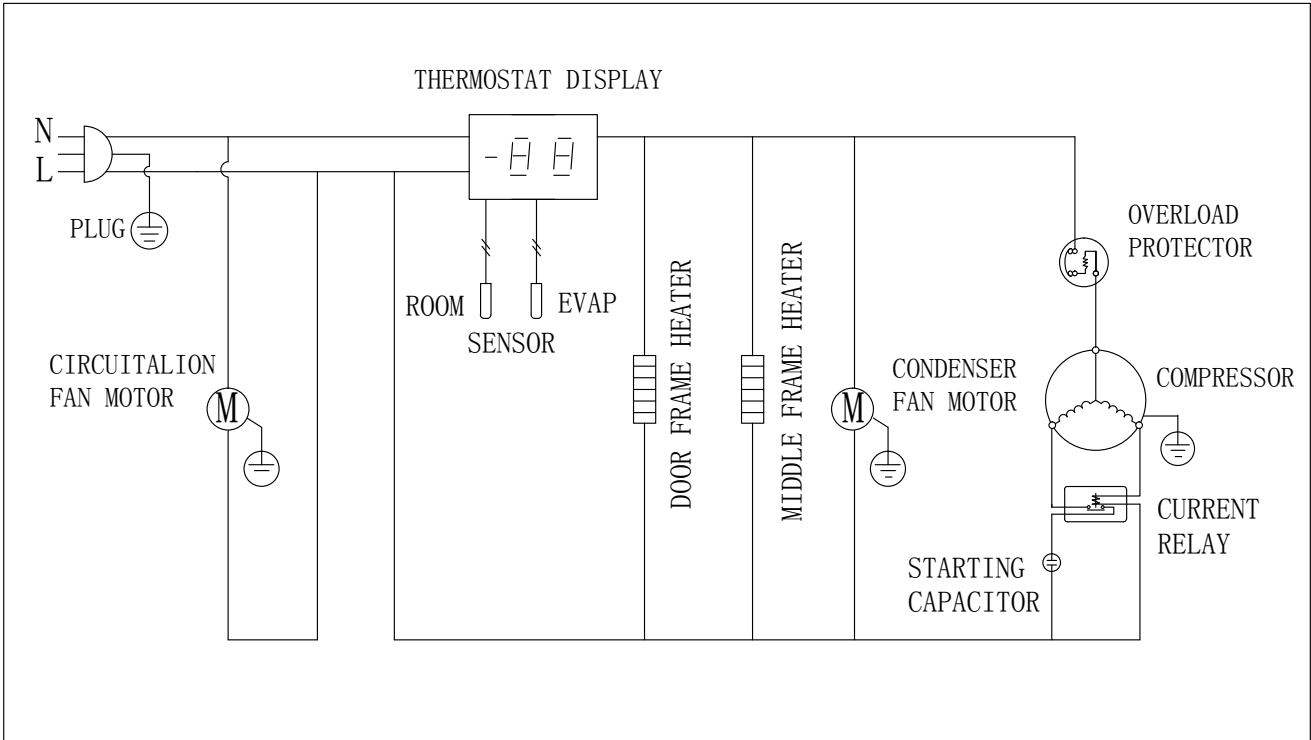 THERMOSTAT DISPLAY
N
L
PLUG
ROOM
EVAP
SENSOR
CIRCUITALION
FAN MOTOR
M
DOOR FRAME HEATER
MIDDLE FRAME HEATER
CONDENSER
FAN MOTOR
M
OVERLOAD
PROTECTOR
COMPRESSOR
CURRENT
RELAY
STARTING
CAPACITOR